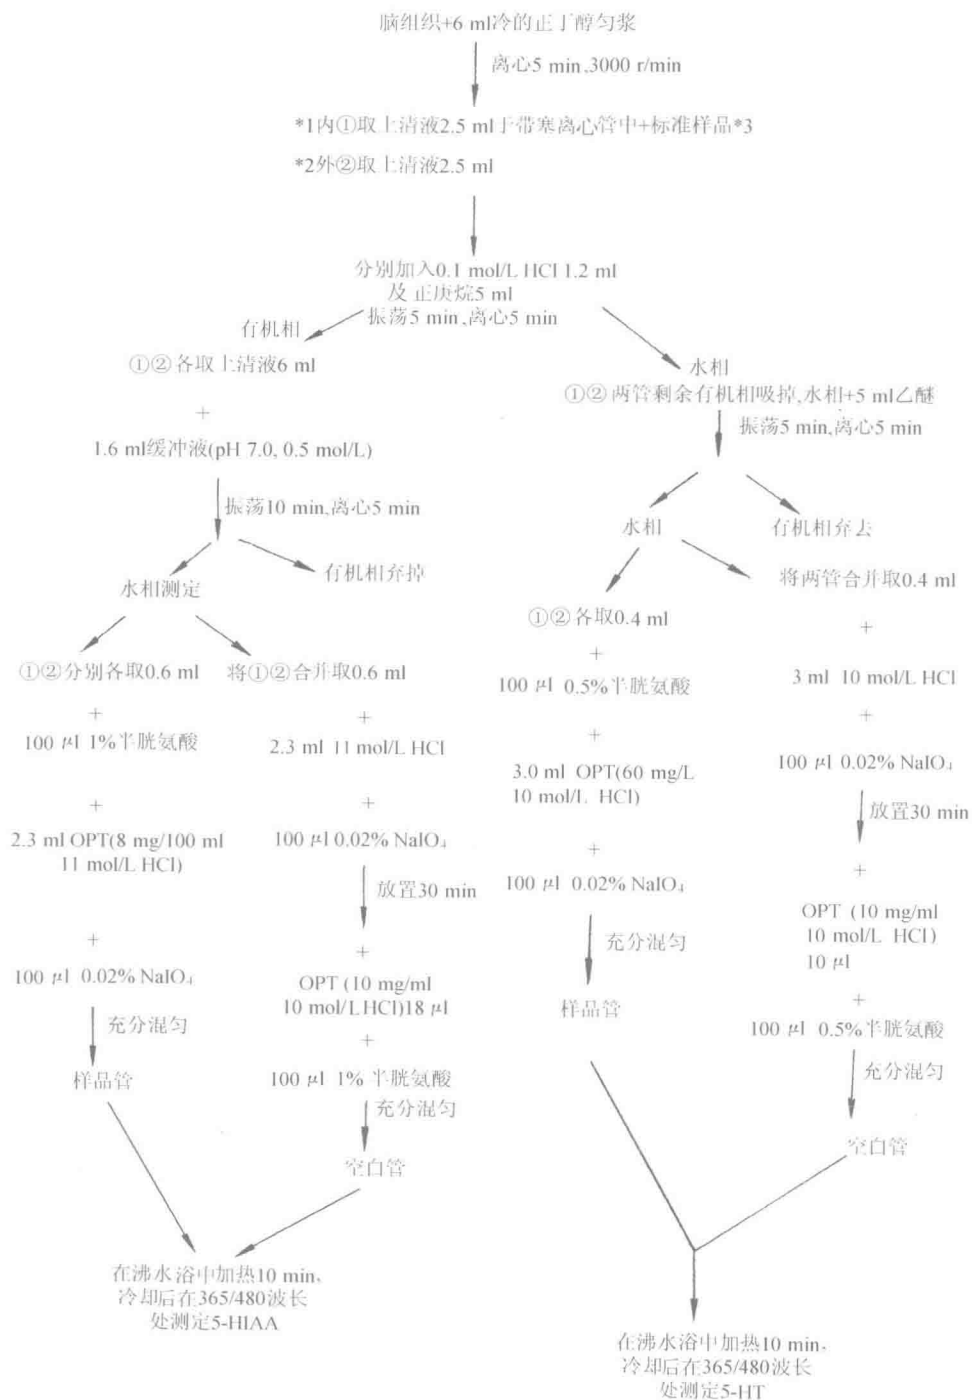 脑组织+6 ml冷的正丁醇匀浆
离心5 min,3000 r/min
*1内①取上清液2.5 ml于带塞离心管中+标准样品*3
*2外②取上清液2.5 ml
分别加入0.1 mol/L HCl 1.2 ml
及正庚烷5 ml
振荡5 min,离心5 min
有机相
①②各取上清液6 ml
+
1.6 ml缓冲液(pH 7.0, 0.5 mol/L)
振荡10 min,离心5 min
水相测定
有机相弃掉
①②分别各取0.6 ml
+
100 μl 1%半胱氨酸
+
2.3 ml OPT(8 mg/100 ml
11 mol/L HCl)
+
100 μl 0.02% NaIO₄
充分混匀
样品管
将①②合并取0.6 ml
+
2.3 ml 11 mol/L HCl
+
100 μl 0.02% NaIO₄
放置30 min
+
OPT (10 mg/ml
10 mol/L HCl)18 μl
+
100 μl 1% 半胱氨酸
充分混匀
空白管
在沸水浴中加热10 min,
冷却后在365/480波长
处测定5-HIAA
水相
①②两管剩余有机相吸掉,水相+5 ml乙醚
振荡5 min,离心5 min
水相
有机相弃去
①②各取0.4 ml
+
100 μl 0.5%半胱氨酸
+
3.0 ml OPT(60 mg/L
10 mol/L HCl)
+
100 μl 0.02% NaIO₄
充分混匀
样品管
将两管合并取0.4 ml
+
3 ml 10 mol/L HCl
+
100 μl 0.02% NaIO₄
放置30 min
+
OPT (10 mg/ml
10 mol/L HCl)
10 μl
+
100 μl 0.5%半胱氨酸
充分混匀
空白管
在沸水浴中加热10 min,
冷却后在365/480波长
处测定5-HT